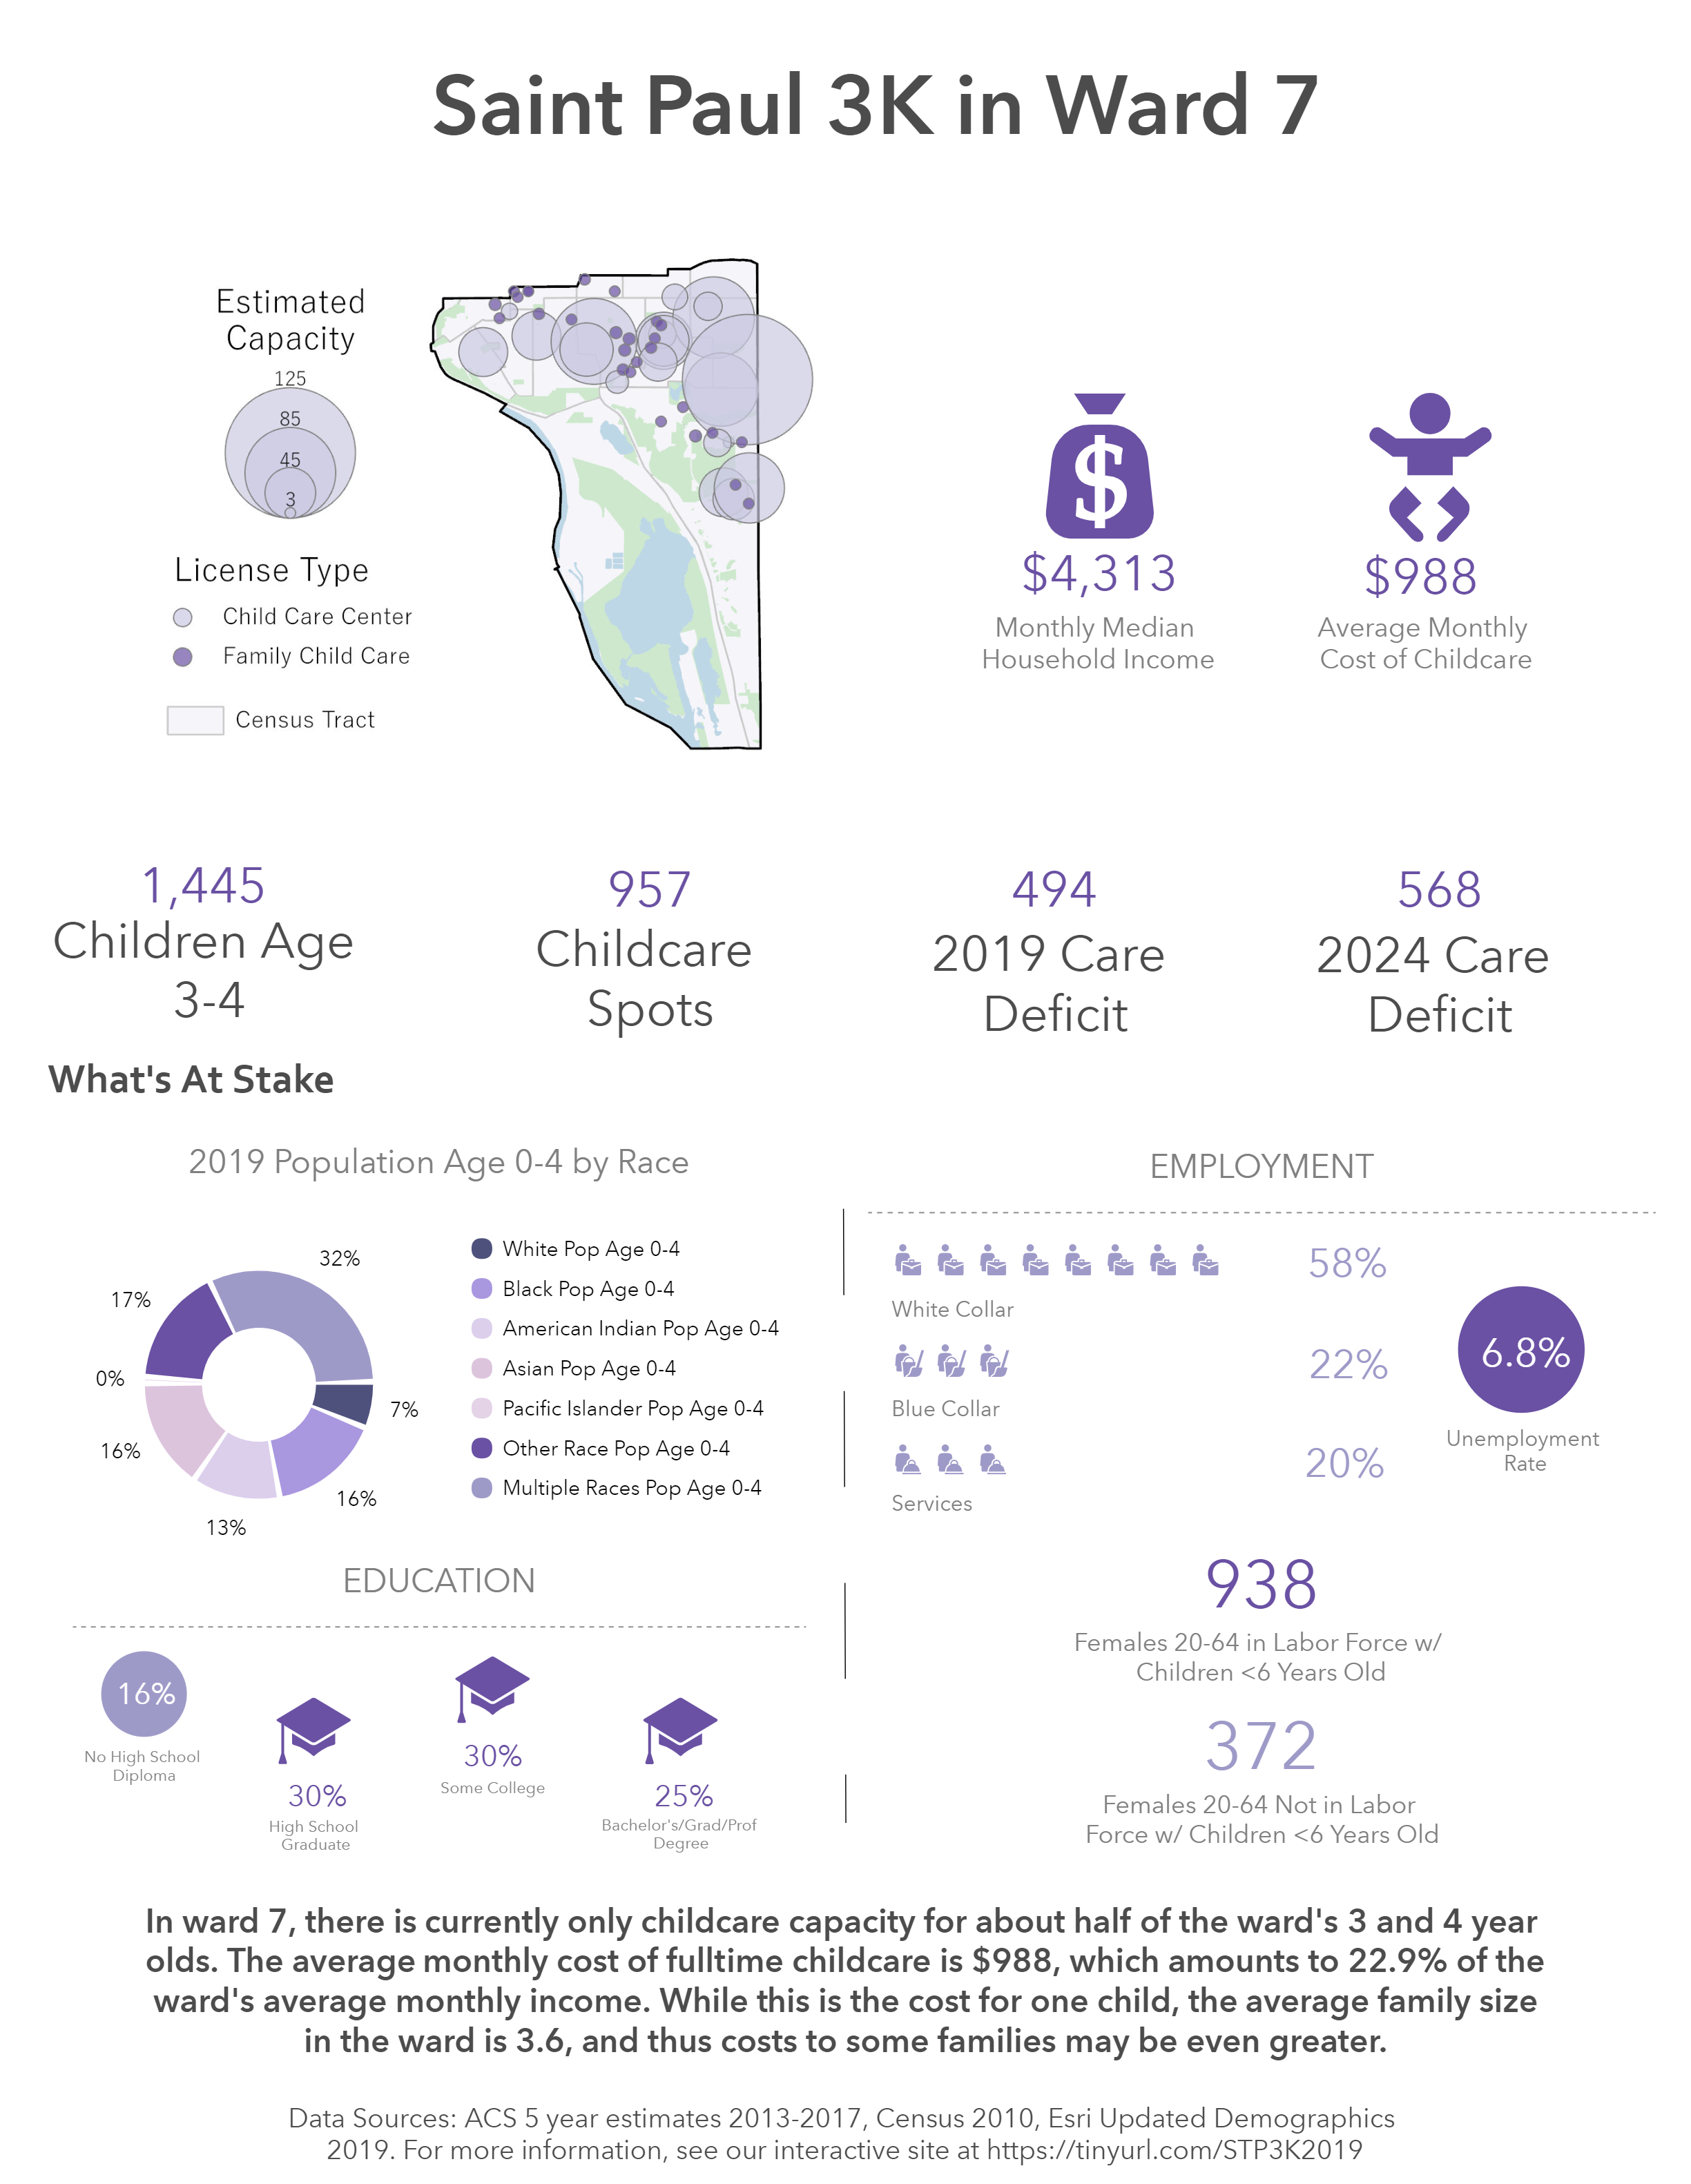 Saint Paul 3K in Ward 7
Estimated
Capacity
125
85
45
3
License Type
Child Care Center
Family Child Care
Census Tract
$
$4,313
Monthly Median
Household Income
$988
Average Monthly
Cost of Childcare
1,445
Children Age
3-4
957
Childcare
Spots
494
2019 Care
Deficit
568
2024 Care
Deficit
What's At Stake
2019 Population Age 0-4 by Race
32%
17%
0%
7%
16%
16%
13%
White Pop Age 0-4
Black Pop Age 0-4
American Indian Pop Age 0-4
Asian Pop Age 0-4
Pacific Islander Pop Age 0-4
Other Race Pop Age 0-4
Multiple Races Pop Age 0-4
EMPLOYMENT
58%
White Collar
22%
Blue Collar
20%
Services
6.8%
Unemployment
Rate
EDUCATION
16%
No High School
Diploma
30%
High School
Graduate
30%
Some College
25%
Bachelor's/Grad/Prof
Degree
938
Females 20-64 in Labor Force w/
Children <6 Years Old
372
Females 20-64 Not in Labor
Force w/ Children <6 Years Old
In ward 7, there is currently only childcare capacity for about half of the ward's 3 and 4 year
olds. The average monthly cost of fulltime childcare is $988, which amounts to 22.9% of the
ward's average monthly income. While this is the cost for one child, the average family size
in the ward is 3.6, and thus costs to some families may be even greater.
Data Sources: ACS 5 year estimates 2013-2017, Census 2010, Esri Updated Demographics
2019. For more information, see our interactive site at https://tinyurl.com/STP3K2019